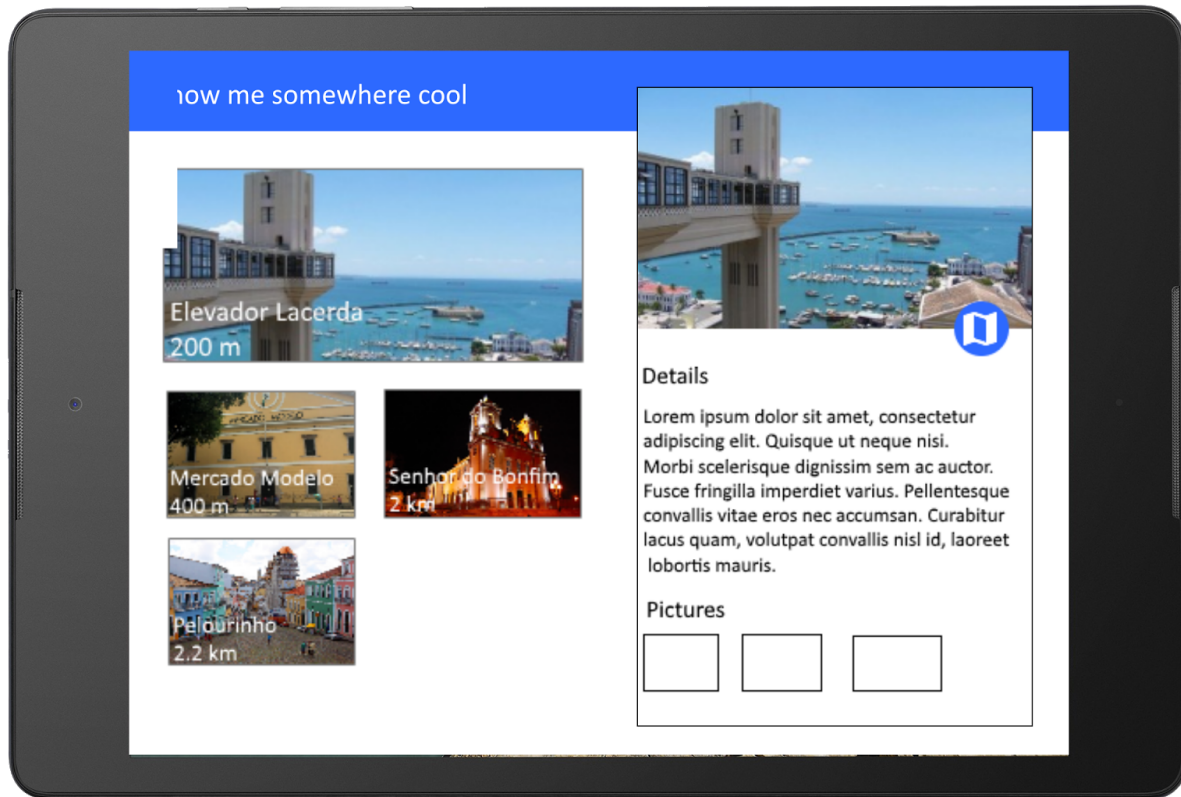 now me somewhere cool
Elevador Lacerda
200 m
Mercado Modelo
400 m
Senhor do Bonfim
2 km
Pelourinho
2.2 km
Details
Lorem ipsum dolor sit amet, consectetur
adipiscing elit. Quisque ut neque nisi.
Morbi scelerisque dignissim sem ac auctor.
Fusce fringilla imperdiet varius. Pellentesque
convallis vitae eros nec accumsan. Curabitur
lacus quam, volutpat convallis nisl id, laoreet
lobortis mauris.
Pictures